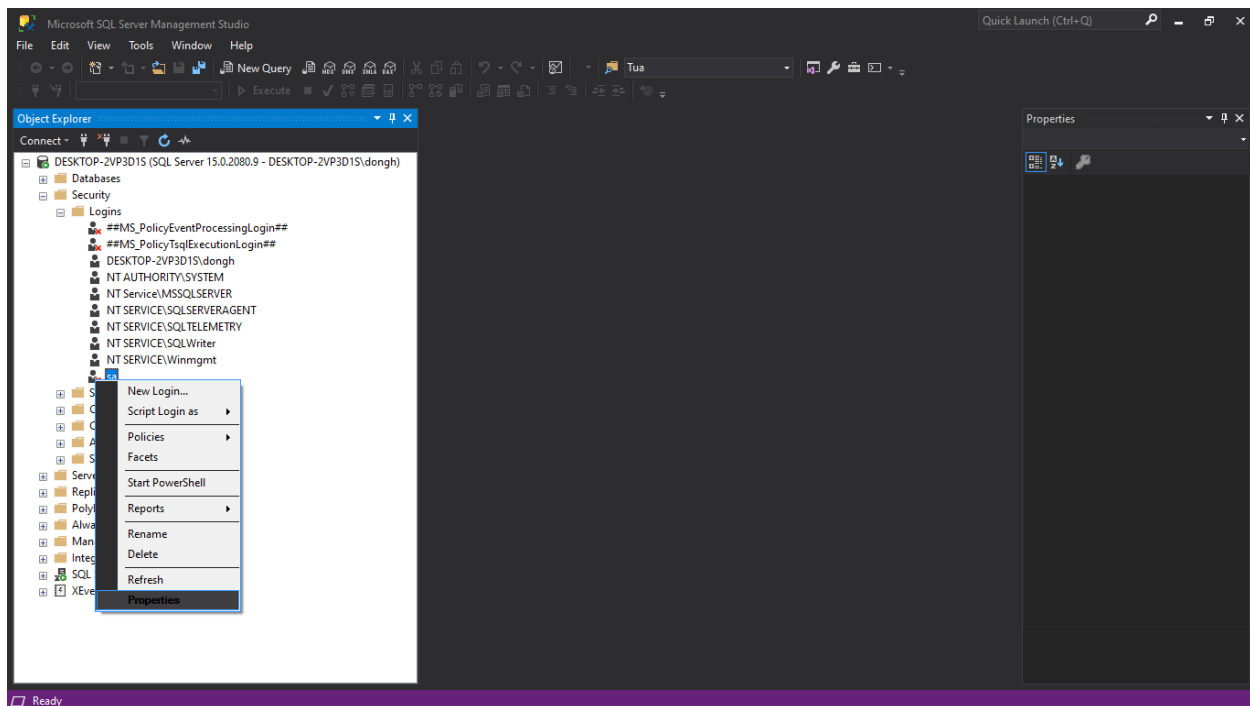 Microsoft SQL Server Management Studio
Quick Launch (Ctrl+Q)
File Edit View Tools Window Help
New Query
MDX DMX XMLA DAX
Tua
Execute
Object Explorer
Properties
Connect
DESKTOP-2VP3D1S (SQL Server 15.0.2080.9 - DESKTOP-2VP3D1S\dongh)
Databases
Security
Logins
##MS_PolicyEventProcessingLogin##
##MS_PolicyTsqlExecutionLogin##
DESKTOP-2VP3D1S\dongh
NT AUTHORITY\SYSTEM
NT Service\MSSQLSERVER
NT SERVICE\SQLSERVERAGENT
NT SERVICE\SQLTELEMETRY
NT SERVICE\SQLWriter
NT SERVICE\Winmgmt
sa
S
C
C
A
S
Serve
Repli
Poly
Alwa
Man
Integ
SQL
XEve
New Login...
Script Login as
Policies
Facets
Start PowerShell
Reports
Rename
Delete
Refresh
Properties
Ready